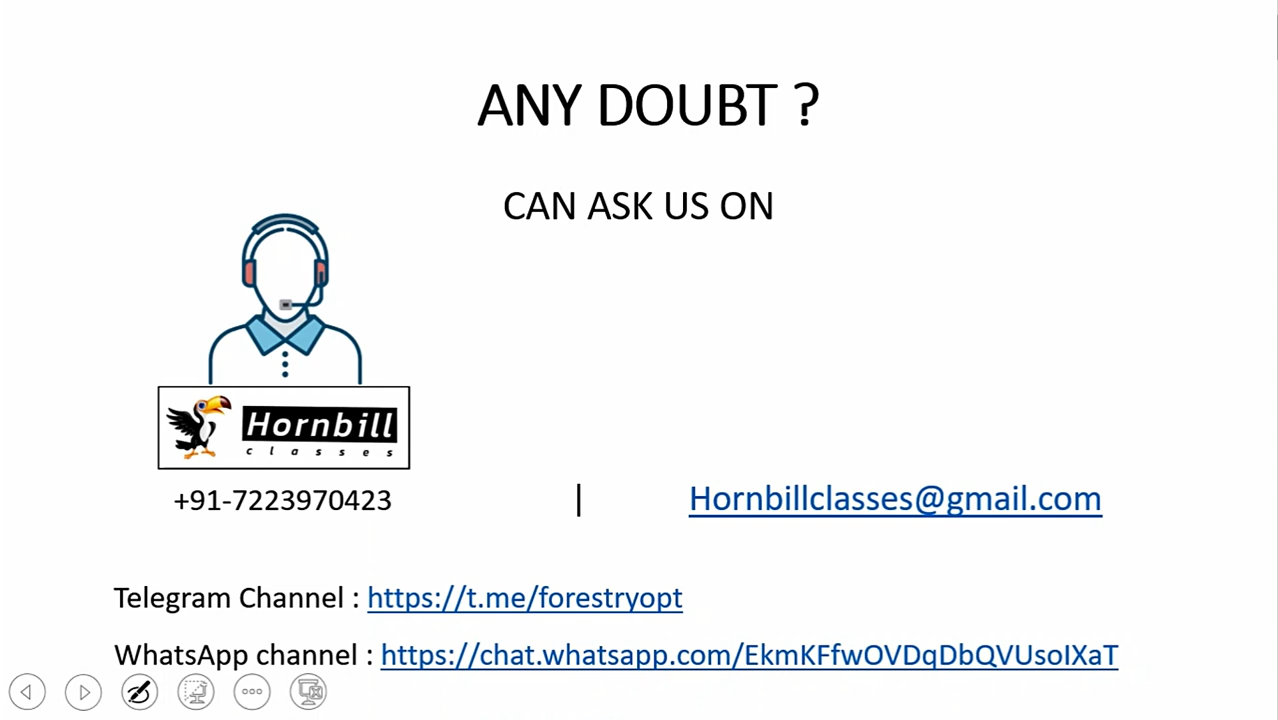 ANY DOUBT ?
CAN ASK US ON
Hornbill
classes
+91-7223970423 | Hornbillclasses@gmail.com
Telegram Channel : https://t.me/forestryopt
WhatsApp channel : https://chat.whatsapp.com/EkmKFfwOVDqDbQVUsoIXaT